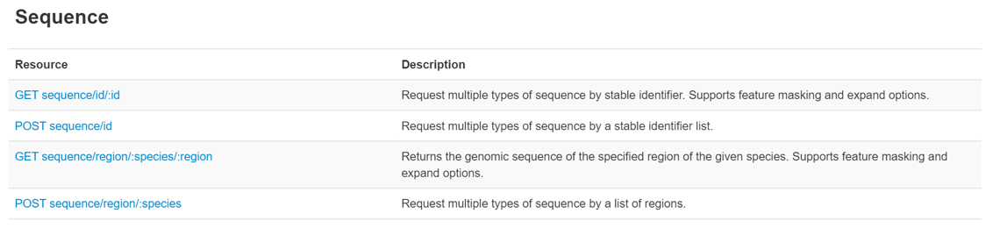 Sequence
Resource Description
GET sequence/id/:id Request multiple types of sequence by stable identifier. Supports feature masking and expand options.
POST sequence/id Request multiple types of sequence by a stable identifier list.
GET sequence/region/:species/:region Returns the genomic sequence of the specified region of the given species. Supports feature masking and
expand options.
POST sequence/region/:species Request multiple types of sequence by a list of regions.